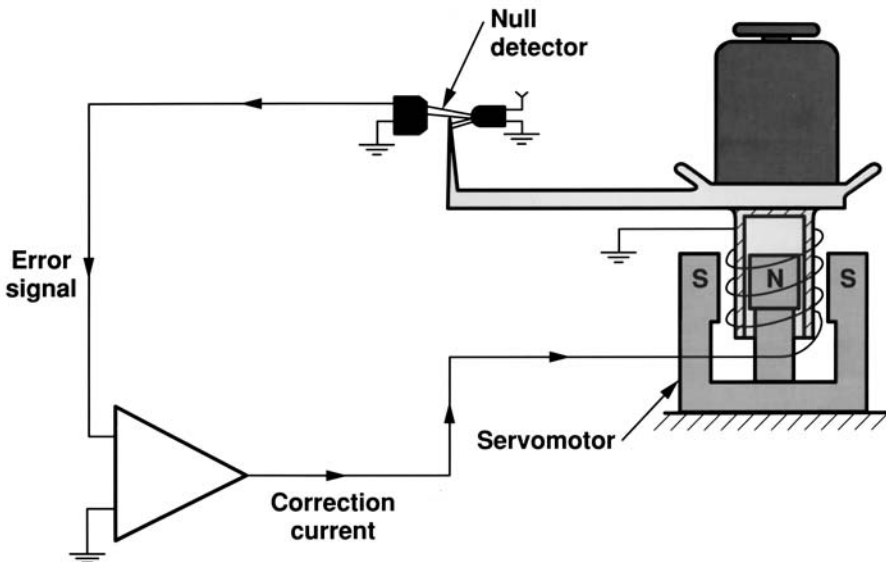 Null
detector
Error
signal
S
N
S
Servomotor
Correction
current